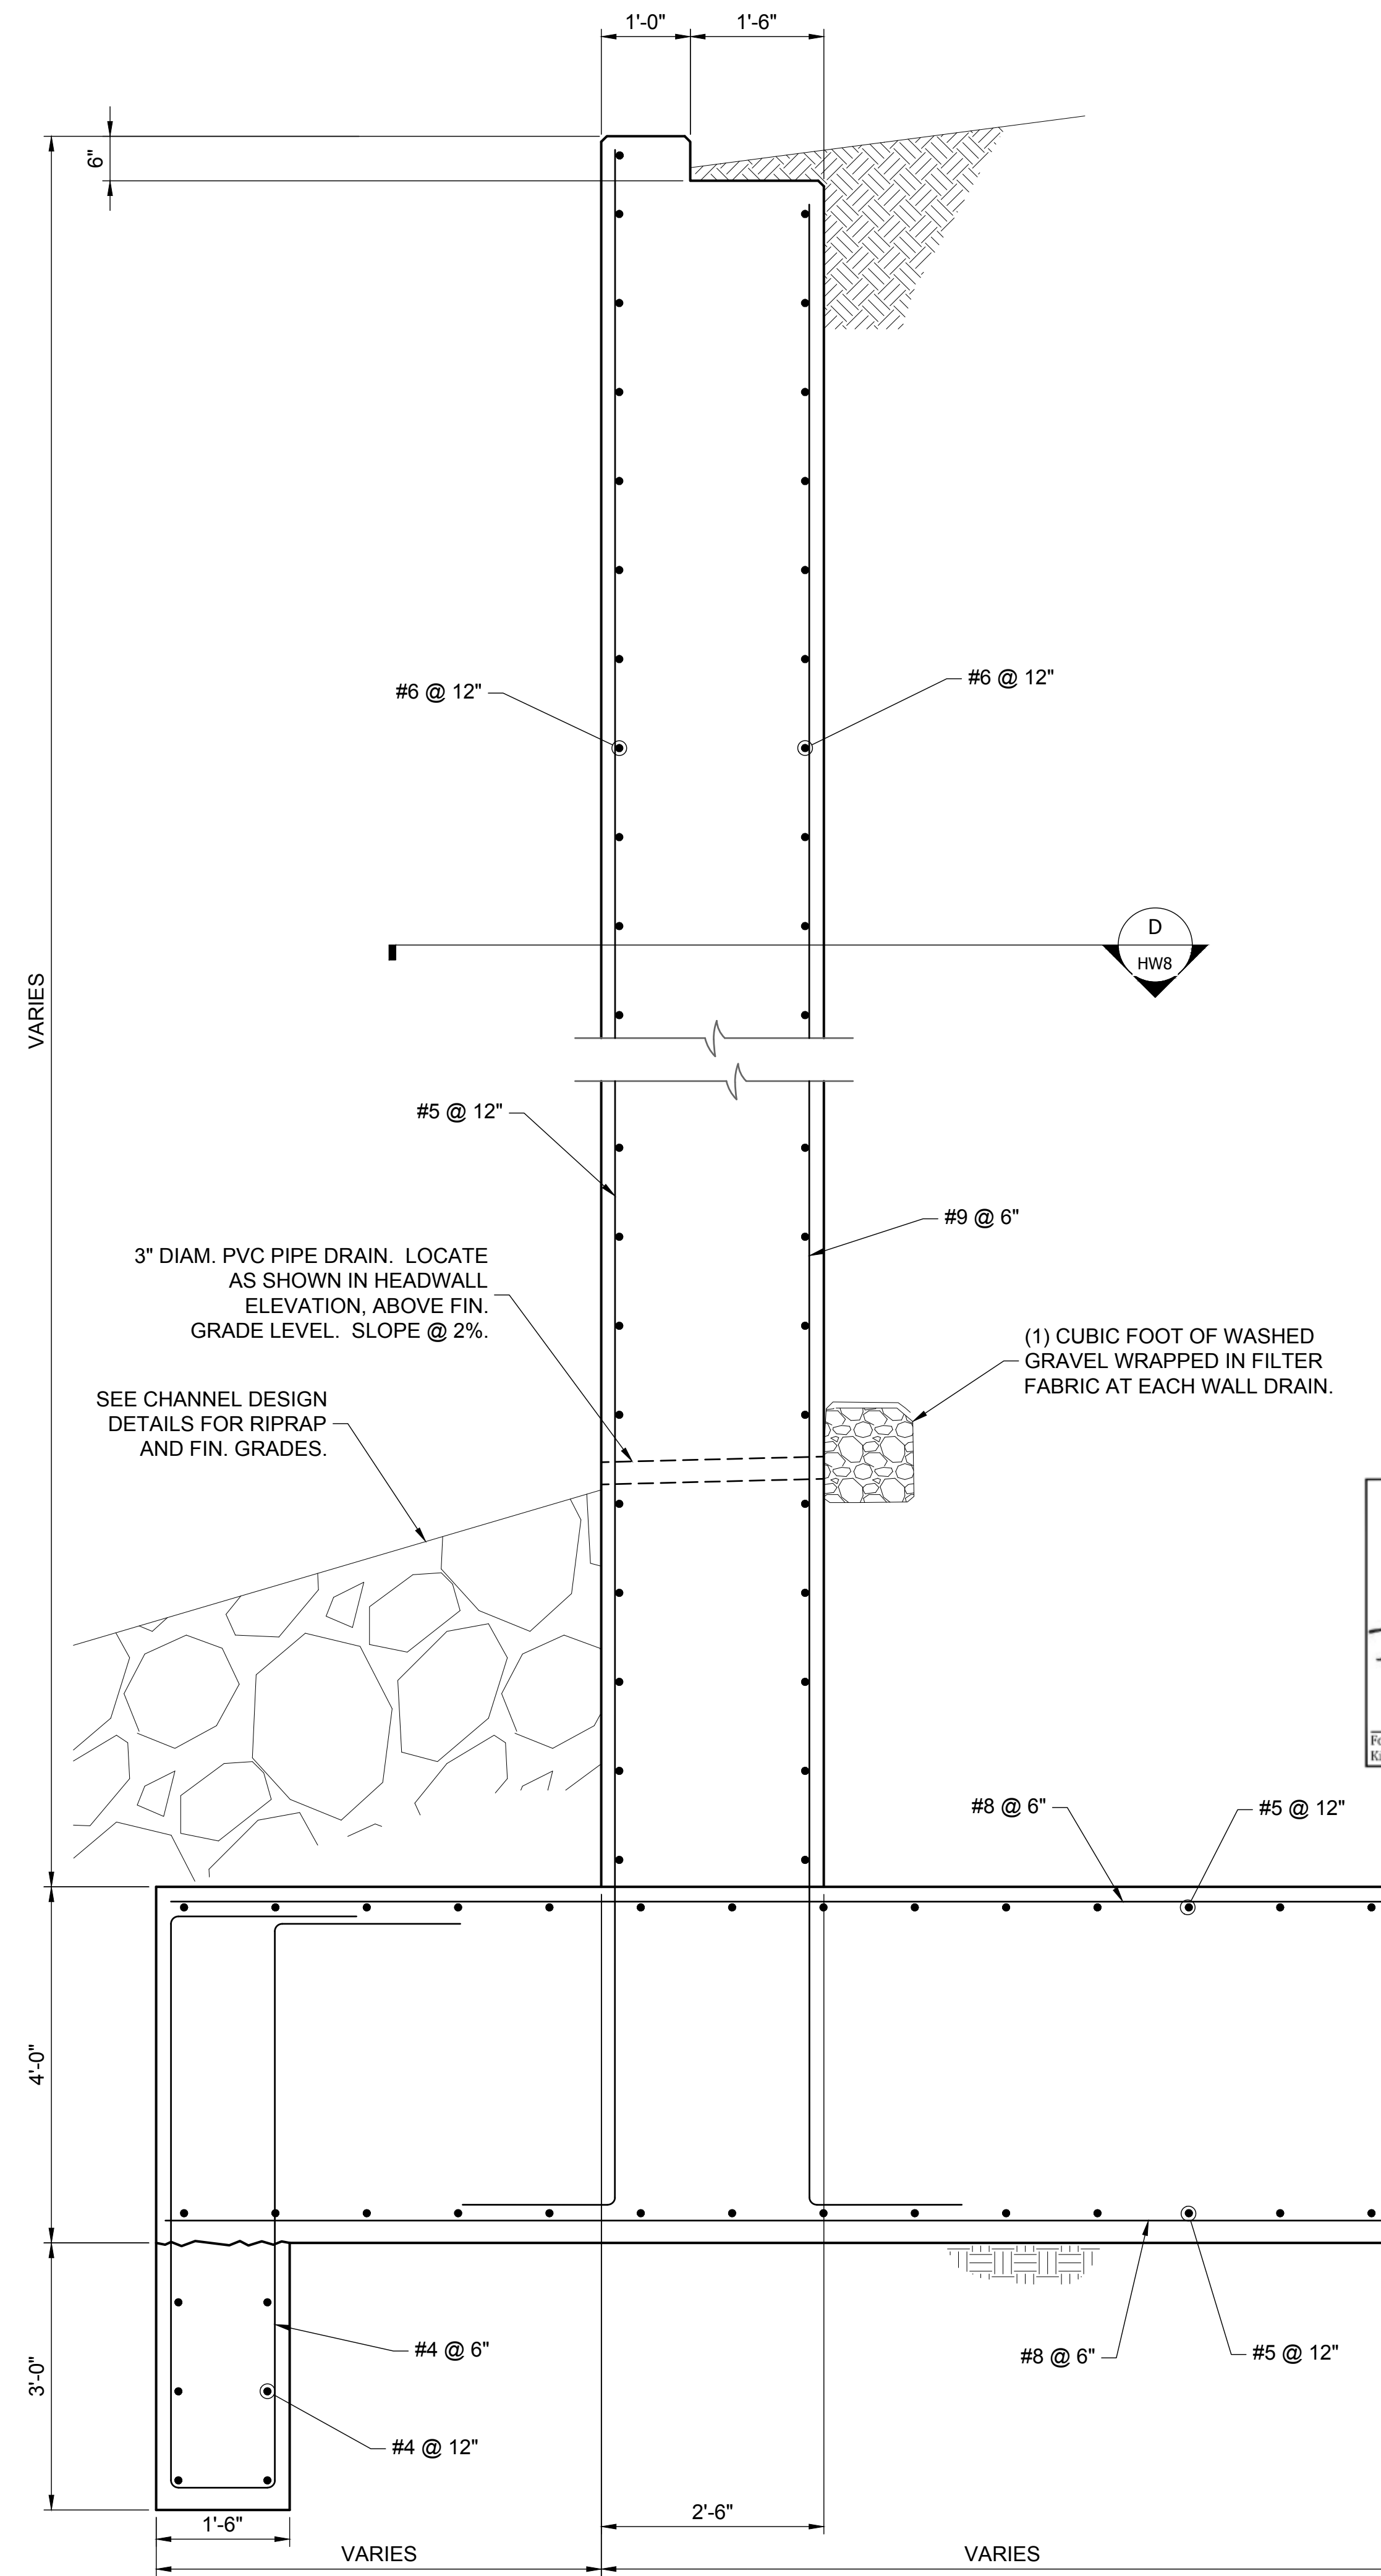 1'-0"
1'-6"
6"
#6 @ 12"
#6 @ 12"
D
HW8
VARIES
#5 @ 12"
#9 @ 6"
3" DIAM. PVC PIPE DRAIN. LOCATE
AS SHOWN IN HEADWALL
ELEVATION, ABOVE FIN.
GRADE LEVEL. SLOPE @ 2%.
(1) CUBIC FOOT OF WASHED
GRAVEL WRAPPED IN FILTER
FABRIC AT EACH WALL DRAIN.
SEE CHANNEL DESIGN
DETAILS FOR RIPRAP
AND FIN. GRADES.
#8 @ 6"
#5 @ 12"
4'-0"
#4 @ 6"
#8 @ 6"
#5 @ 12"
3'-0"
#4 @ 12"
1'-6"
2'-6"
VARIES
VARIES